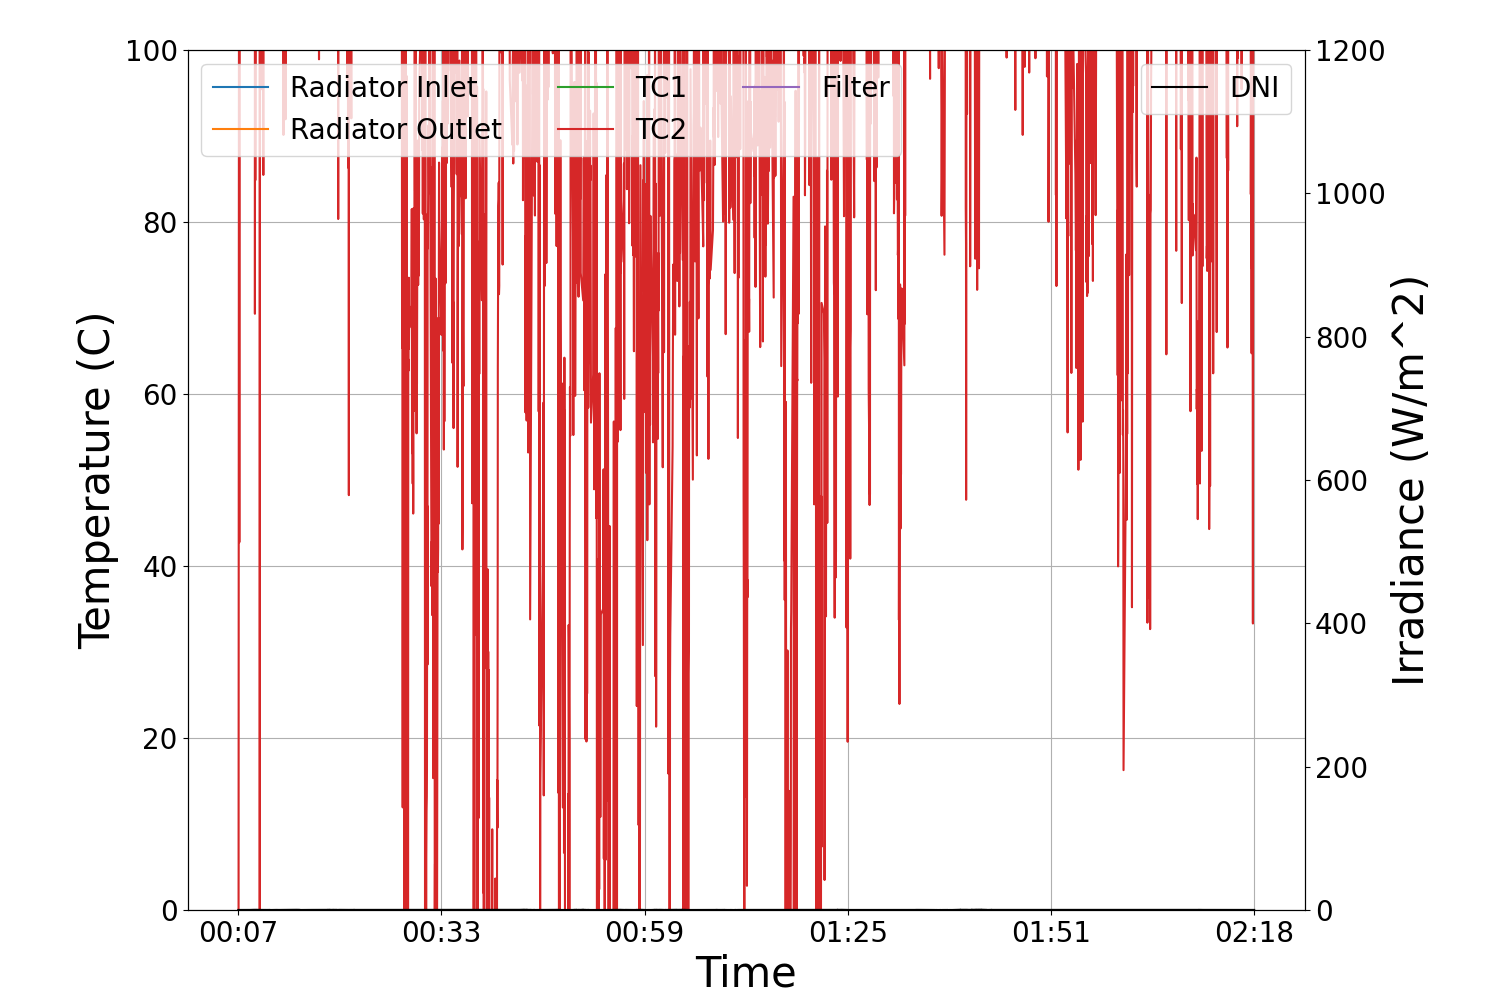 100
80
60
40
20
0
Temperature (C)
Radiator Inlet
Radiator Outlet
TC1
TC2
Filter
DNI
1200
1000
800
600
400
200
0
Irradiance (W/m^2)
00:07 00:33 00:59 01:25 01:51 02:18
Time